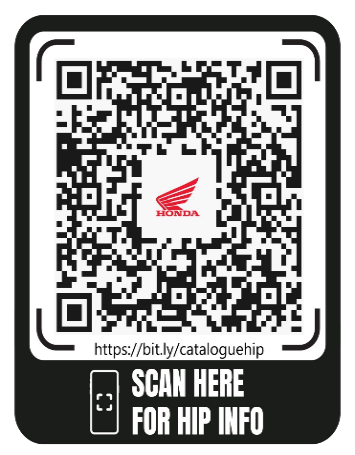 HONDA
https://bit.ly/cataloguehip
SCAN HERE
FOR HIP INFO